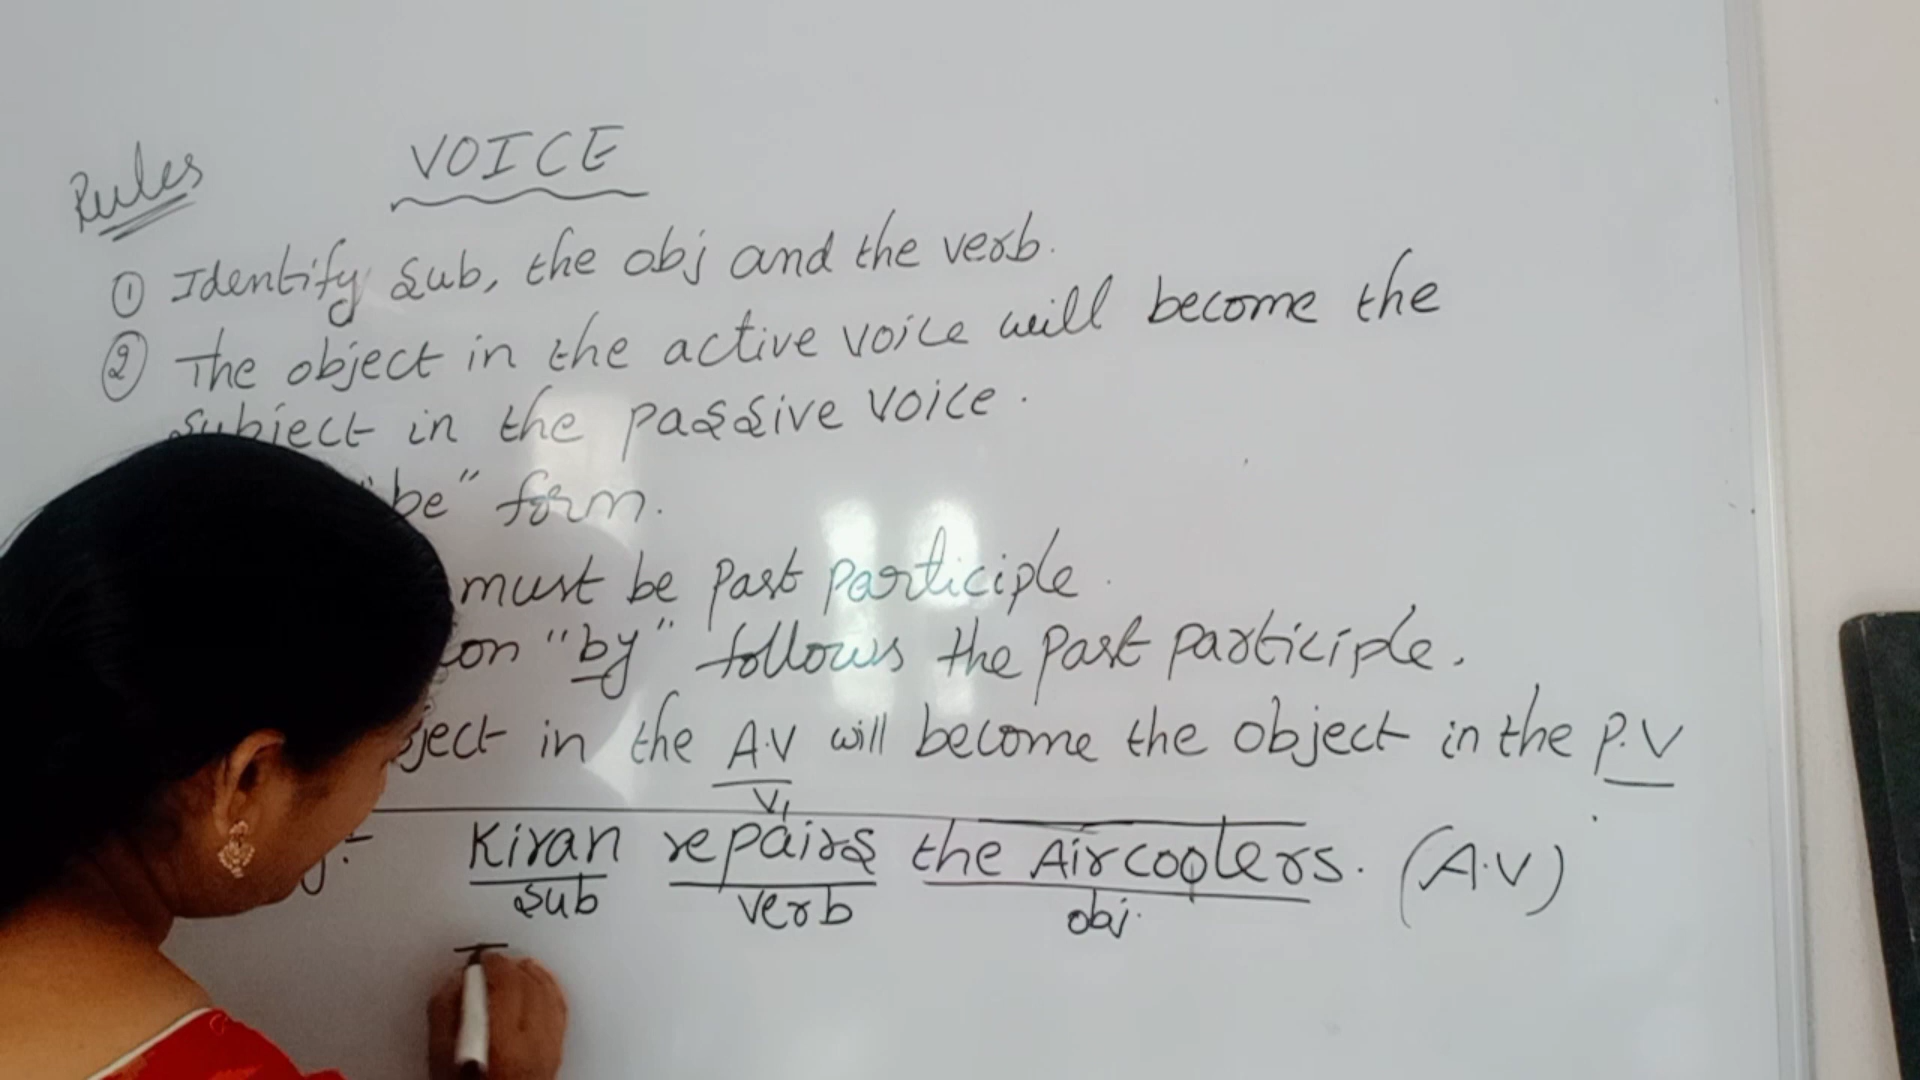 Rules
VOICE
① Identify Sub, the obj and the verb.
② The object in the active voice will become the
subject in the passive voice.
"be" form.
must be past participle.
on "by" follows the past participle.
ject in the A.V will become the object in the P.V
V₁
Kiran repairs the Aircoolers. (A.V)
Sub verb obj.
T